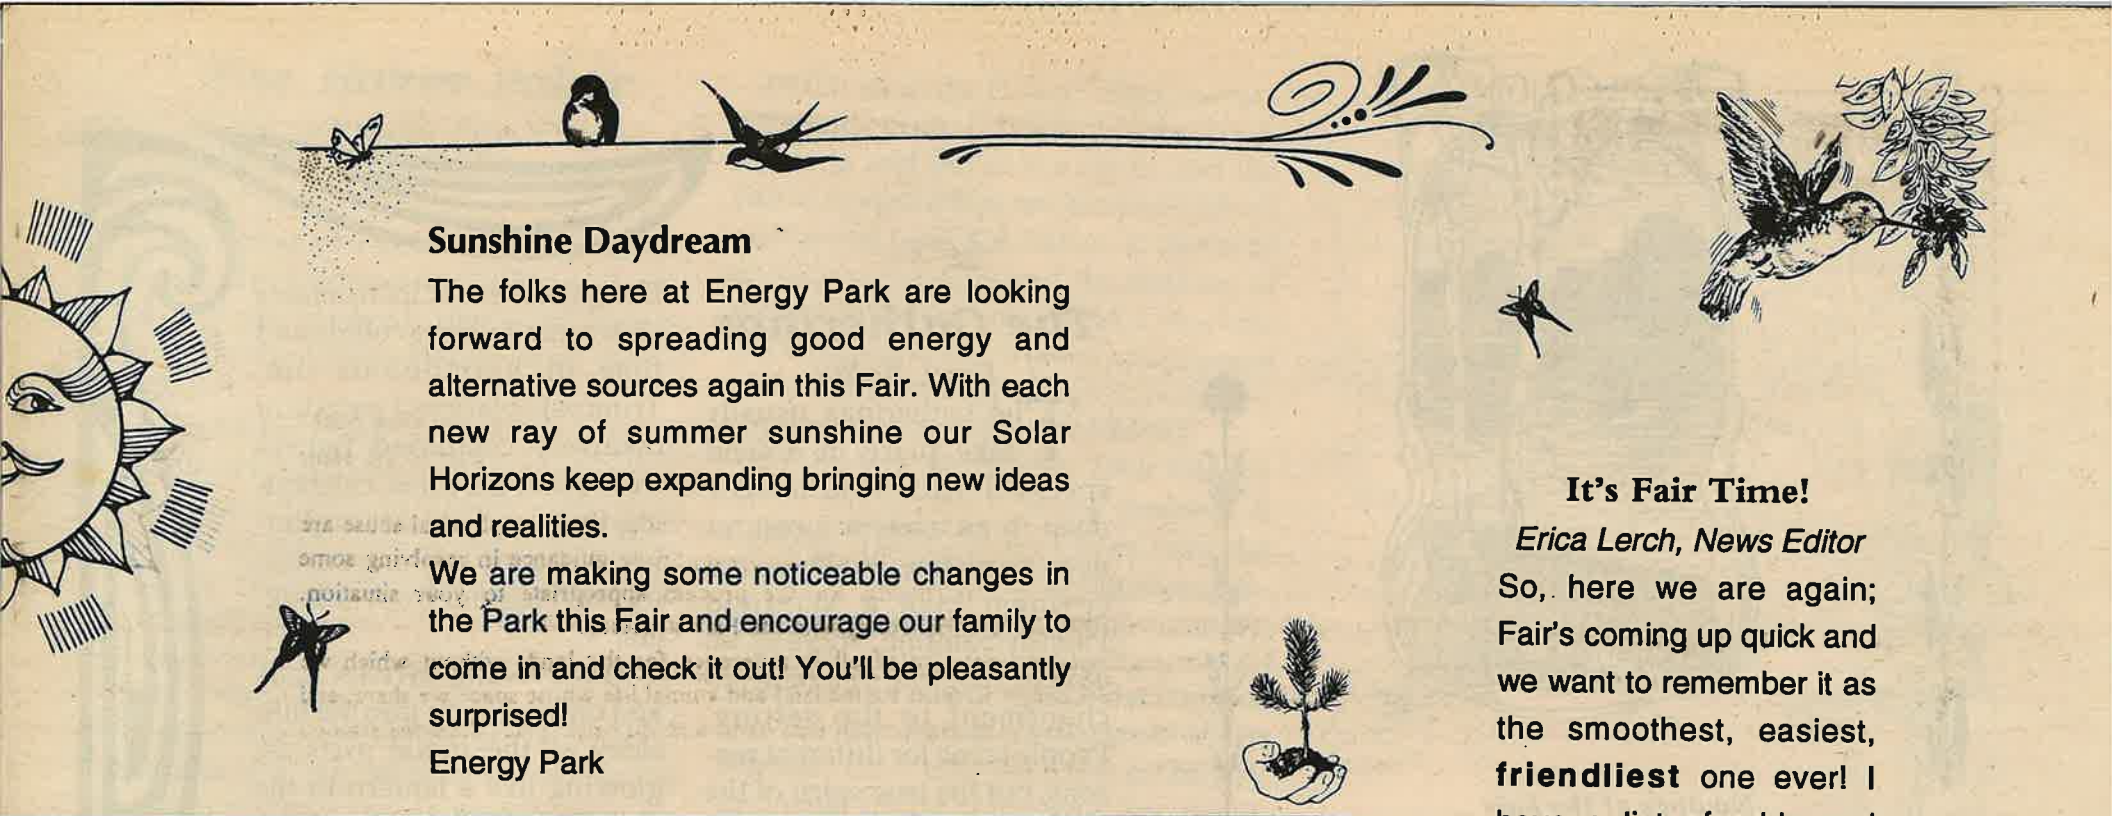 Sunshine Daydream
The folks here at Energy Park are looking
forward to spreading good energy and
alternative sources again this Fair. With each
new ray of summer sunshine our Solar
Horizons keep expanding bringing new ideas
and realities.
We are making some noticeable changes in
the Park this Fair and encourage our family to
come in and check it out! You'll be pleasantly
surprised!
Energy Park
It's Fair Time!
Erica Lerch, News Editor
So, here we are again;
Fair's coming up quick and
we want to remember it as
the smoothest, easiest,
friendliest one ever! I